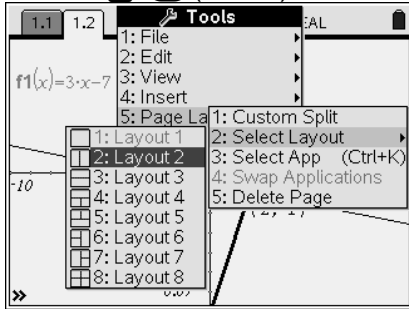 1.1 1.2 Tools EAL
1: File
2: Edit
f1(x)=3·x-7 3: View
4: Insert
5: Page La 1: Custom Split
1: Layout 1 2: Select Layout
2: Layout 2 3: Select App (Ctrl+K)
-10 3: Layout 3 4: Swap Applications
4: Layout 4 5: Delete Page
5: Layout 5
6: Layout 6
7: Layout 7
8: Layout 8
»